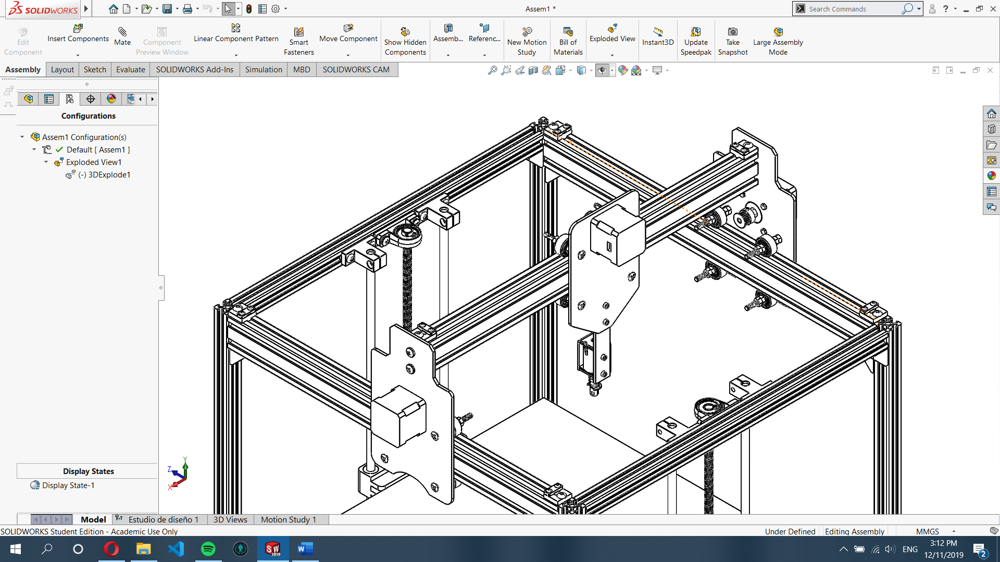 SOLIDWORKS
Assem1 *
Search Commands
Edit Component
Insert Components
Mate
Component Preview Window
Linear Component Pattern
Smart Fasteners
Move Component
Show Hidden Components
Assemb...
Referenc...
New Motion Study
Bill of Materials
Exploded View
Instant3D
Update Speedpak
Take Snapshot
Large Assembly Mode
Assembly Layout Sketch Evaluate SOLIDWORKS Add-Ins Simulation MBD SOLIDWORKS CAM
Configurations
Assem1 Configuration(s)
Default [ Assem1 ]
Exploded View1
(-) 3DExplode1
Display States
Display State-1
Y
Z
X
Model Estudio de diseño 1 3D Views Motion Study 1
SOLIDWORKS Student Edition - Academic Use Only
Under Defined Editing Assembly MMGS
SW
2019
W
ENG
3:12 PM
12/11/2019
2